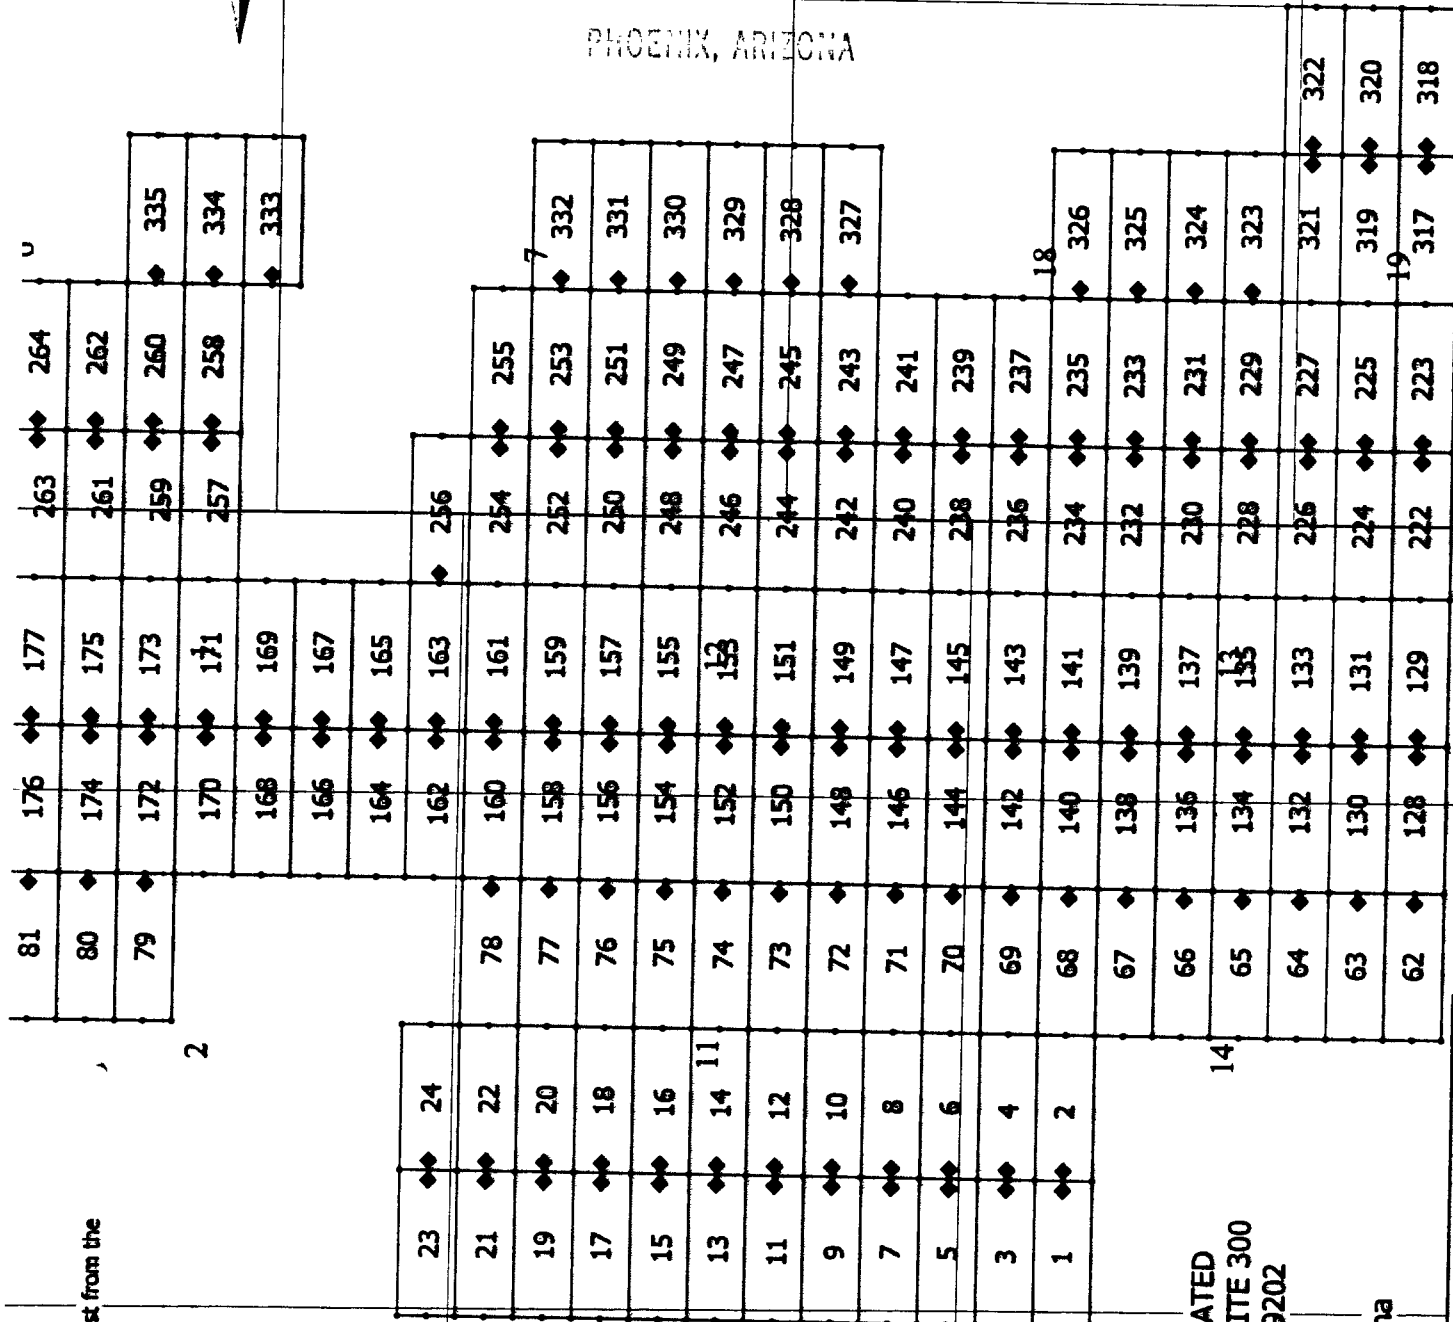 PHOENIX, ARIZONA
322 320 318
335 334 333
332 331 330 329 328 327
326 325 324 323 321 319 317
7 18 19
264 262 260 258
255 253 251 249 247 245 243 241 239 237 235 233 231 229 227 225 223
263 261 259 257
256 254 252 250 248 246 244 242 240 238 236 234 232 230 228 226 224 222
177 175 173 171 169 167 165 163 161 159 157 155 153 151 149 147 145 143 141 139 137 135 133 131 129
1 12 13
176 174 172 170 168 166 164 162 160 158 156 154 152 150 148 146 144 142 140 138 136 134 132 130 128
81 80 79
78 77 76 75 74 73 72 71 70 69 68 67 66 65 64 63 62
2 11 14
24 22 20 18 16 14 12 10 8 6 4 2
23 21 19 17 15 13 11 9 7 5 3 1
st from the
ATED
ITE 300
9202
na